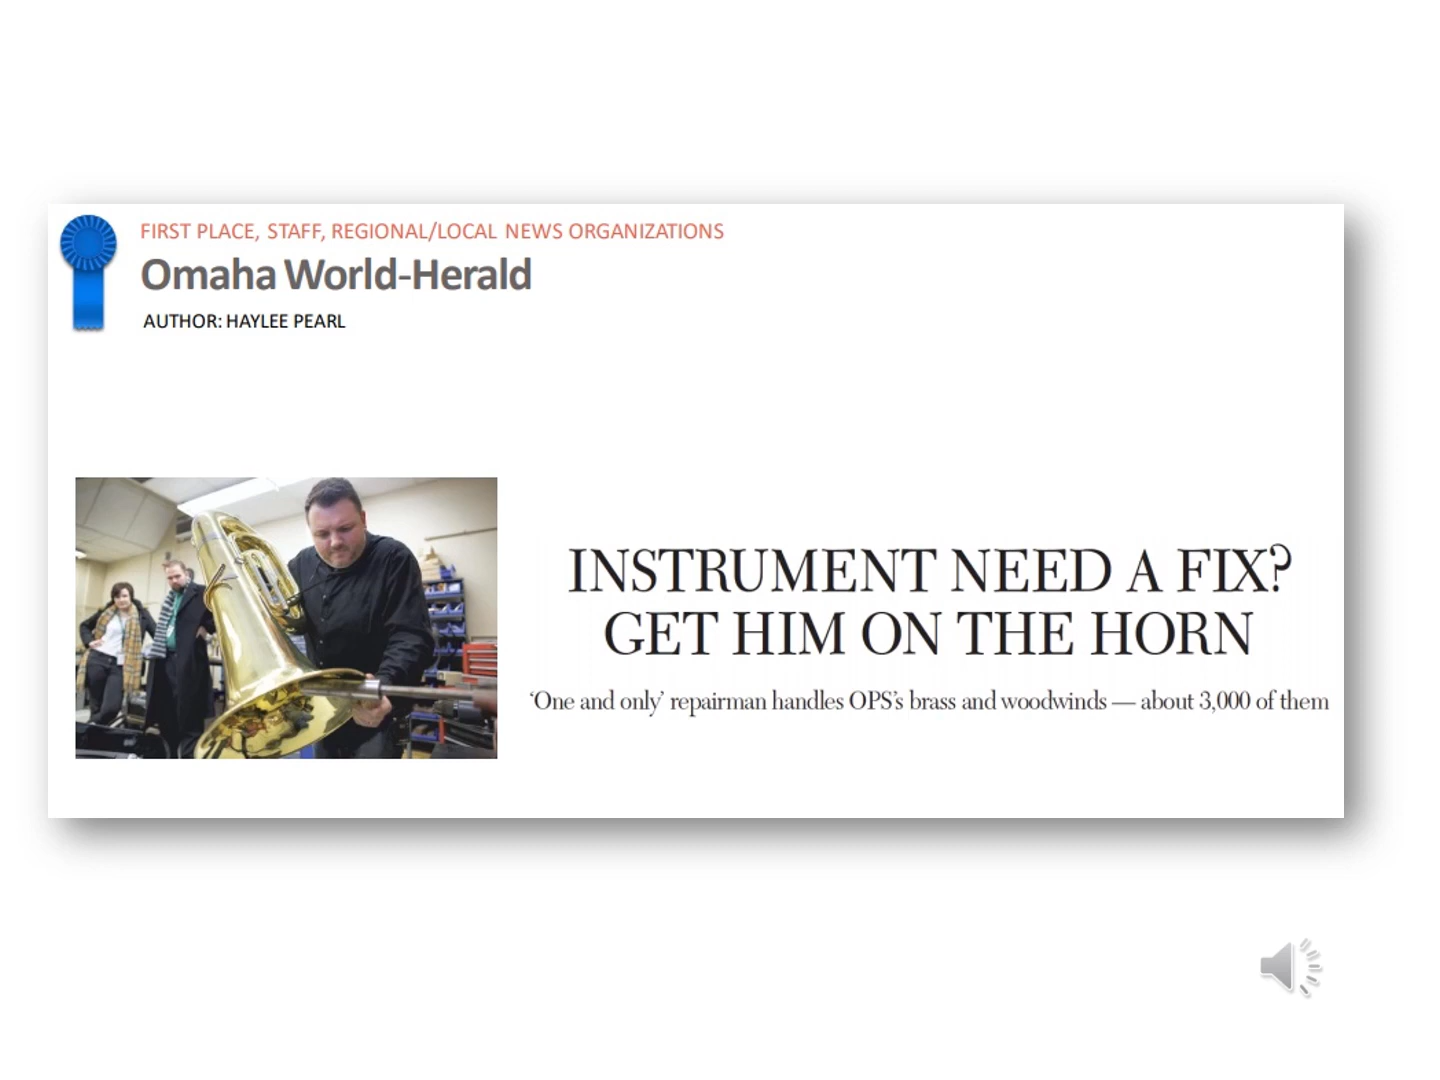 FIRST PLACE, STAFF, REGIONAL/LOCAL NEWS ORGANIZATIONS
Omaha World-Herald
AUTHOR: HAYLEE PEARL
INSTRUMENT NEED A FIX?
GET HIM ON THE HORN
‘One and only’ repairman handles OPS’s brass and woodwinds — about 3,000 of them